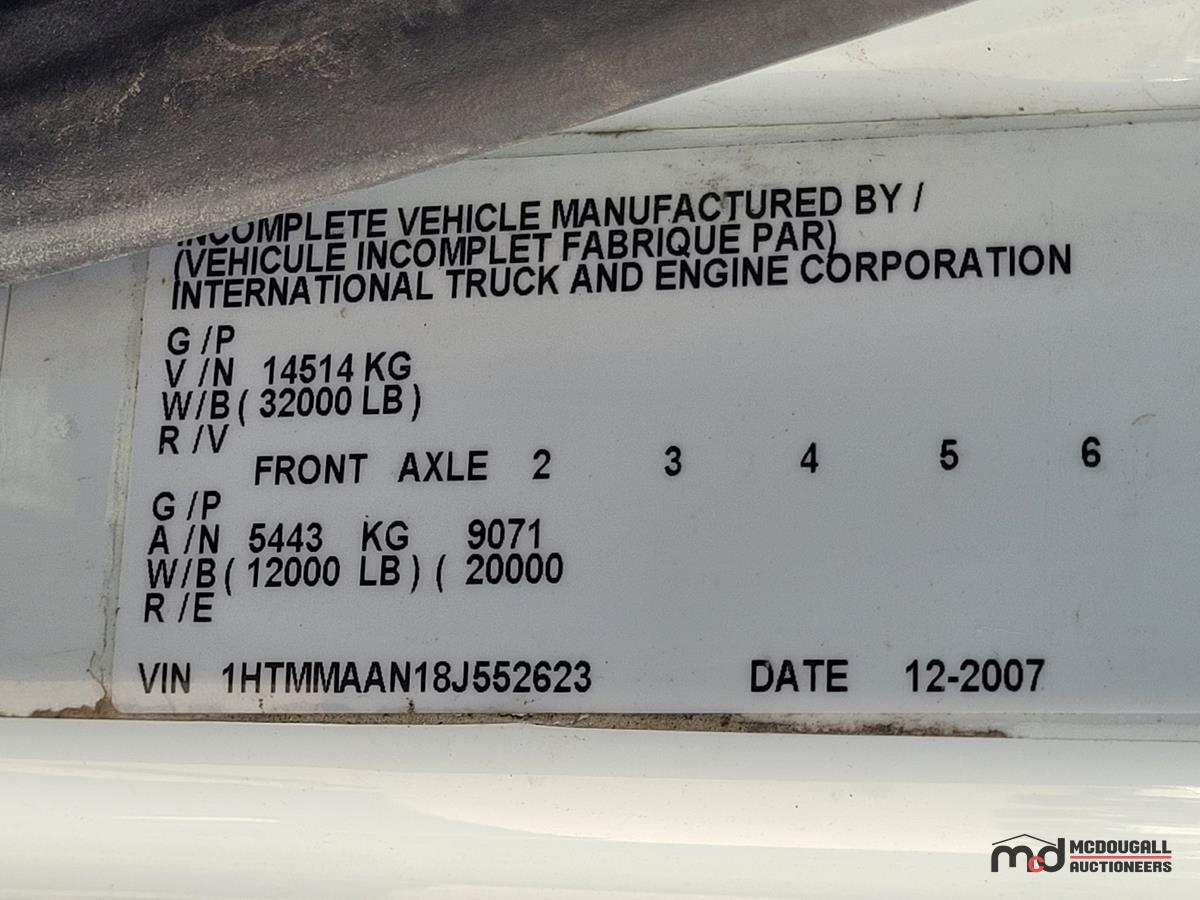 INCOMPLETE VEHICLE MANUFACTURED BY /
(VEHICULE INCOMPLET FABRIQUE PAR)
INTERNATIONAL TRUCK AND ENGINE CORPORATION
G /P
V /N 14514 KG
W/B ( 32000 LB )
R /V
FRONT AXLE 2 3 4 5 6
G /P
A /N 5443 KG 9071
W/B ( 12000 LB ) ( 20000
R /E
VIN 1HTMMAAN18J552623 DATE 12-2007
mcd MCDOUGALL
AUCTIONEERS